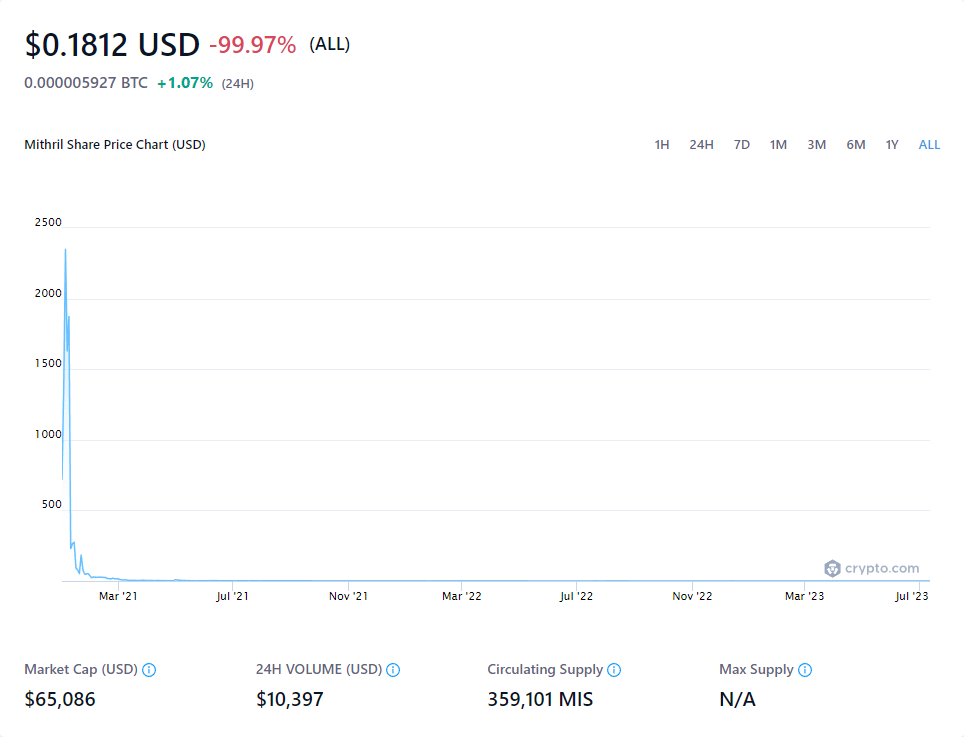 $0.1812 USD -99.97% (ALL)
0.000005927 BTC +1.07% (24H)
Mithril Share Price Chart (USD) 1H 24H 7D 1M 3M 6M 1Y ALL
2500
2000
1500
1000
500
crypto.com
Mar '21 Jul '21 Nov '21 Mar '22 Jul '22 Nov '22 Mar '23 Jul '23
Market Cap (USD) 24H VOLUME (USD) Circulating Supply Max Supply
$65,086 $10,397 359,101 MIS N/A